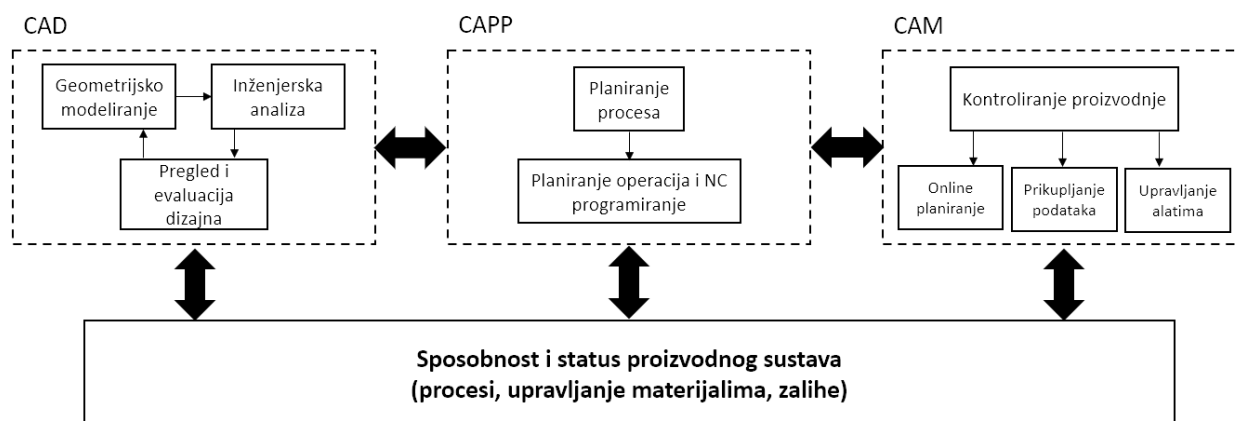 CAD
Geometrijsko
modeliranje
Inženjerska
analiza
Pregled i
evaluacija
dizajna
CAPP
Planiranje
procesa
Planiranje operacija i NC
programiranje
CAM
Kontroliranje proizvodnje
Online
planiranje
Prikupljanje
podataka
Upravljanje
alatima
Sposobnost i status proizvodnog sustava
(procesi, upravljanje materijalima, zalihe)